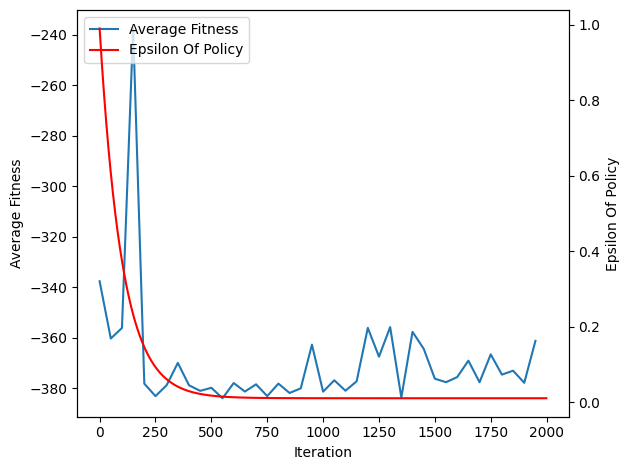 Average Fitness
Epsilon Of Policy
−240
−260
−280
−300
−320
−340
−360
−380
Average Fitness
1.0
0.8
0.6
0.4
0.2
0.0
Epsilon Of Policy
0 250 500 750 1000 1250 1500 1750 2000
Iteration